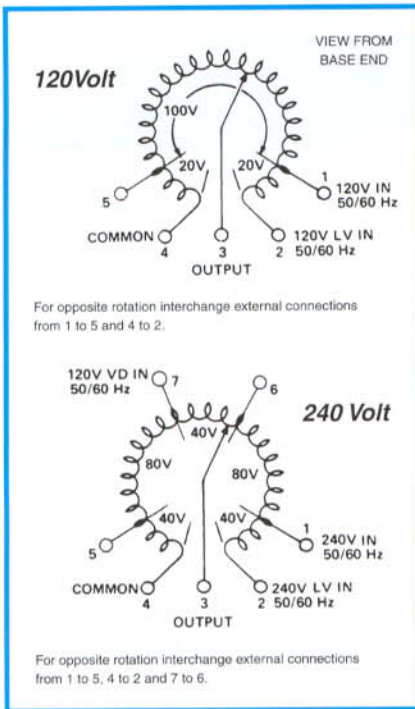 VIEW FROM
BASE END
120Volt
100V
20V
20V
1
120V IN
50/60 Hz
5
COMMON
4
3
2
120V LV IN
50/60 Hz
OUTPUT
For opposite rotation interchange external connections
from 1 to 5 and 4 to 2.
120V VD IN
50/60 Hz
7
6
240 Volt
40V
80V
80V
40V
40V
1
240V IN
50/60 Hz
5
COMMON
4
3
2
240V LV IN
50/60 Hz
OUTPUT
For opposite rotation interchange external connections
from 1 to 5, 4 to 2 and 7 to 6.